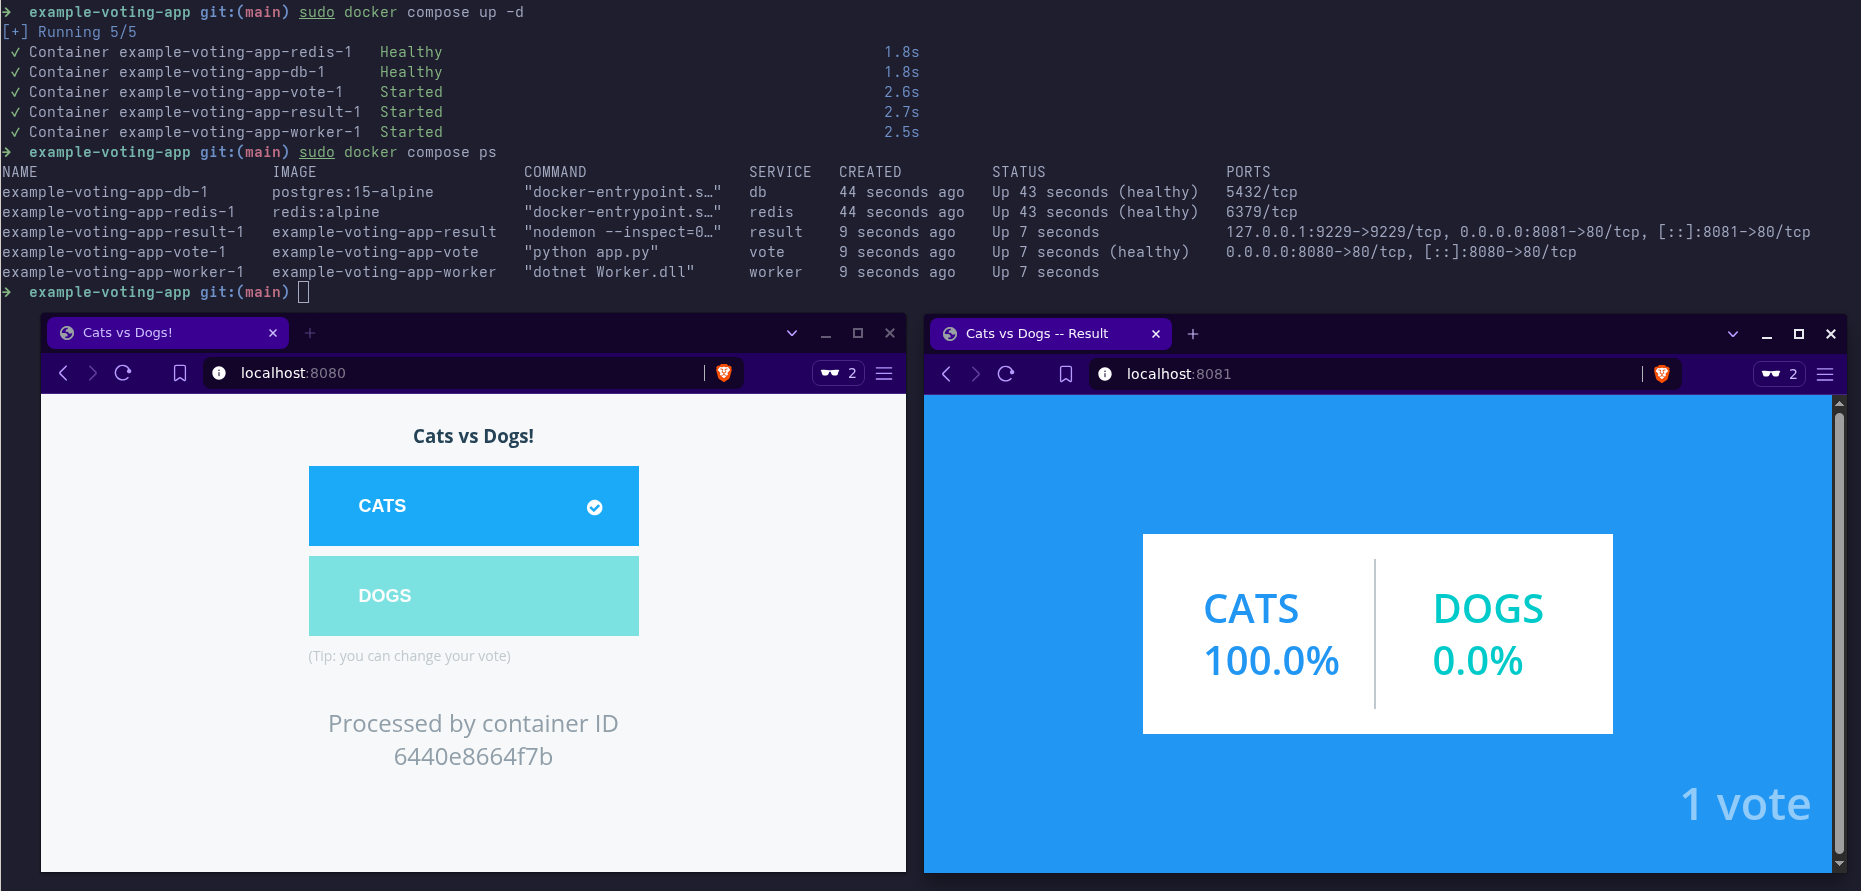 ➜  example-voting-app git:(main) sudo docker compose up -d
[+] Running 5/5
 ✓ Container example-voting-app-redis-1   Healthy   1.8s
 ✓ Container example-voting-app-db-1      Healthy   1.8s
 ✓ Container example-voting-app-vote-1    Started   2.6s
 ✓ Container example-voting-app-result-1  Started   2.7s
 ✓ Container example-voting-app-worker-1  Started   2.5s
➜  example-voting-app git:(main) sudo docker compose ps
NAME                          IMAGE                       COMMAND                  SERVICE   CREATED          STATUS                    PORTS
example-voting-app-db-1       postgres:15-alpine          "docker-entrypoint.s…"   db        44 seconds ago   Up 43 seconds (healthy)   5432/tcp
example-voting-app-redis-1    redis:alpine                "docker-entrypoint.s…"   redis     44 seconds ago   Up 43 seconds (healthy)   6379/tcp
example-voting-app-result-1   example-voting-app-result   "nodemon --inspect=0…"   result    9 seconds ago    Up 7 seconds              127.0.0.1:9229->9229/tcp, 0.0.0.0:8081->80/tcp, [::]:8081->80/tcp
example-voting-app-vote-1     example-voting-app-vote     "python app.py"          vote      9 seconds ago    Up 7 seconds (healthy)    0.0.0.0:8080->80/tcp, [::]:8080->80/tcp
example-voting-app-worker-1   example-voting-app-worker   "dotnet Worker.dll"      worker    9 seconds ago    Up 7 seconds
➜  example-voting-app git:(main)
Cats vs Dogs!
localhost:8080
2
Cats vs Dogs!
CATS
DOGS
(Tip: you can change your vote)
Processed by container ID
6440e8664f7b
Cats vs Dogs -- Result
localhost:8081
2
CATS
100.0%
DOGS
0.0%
1 vote